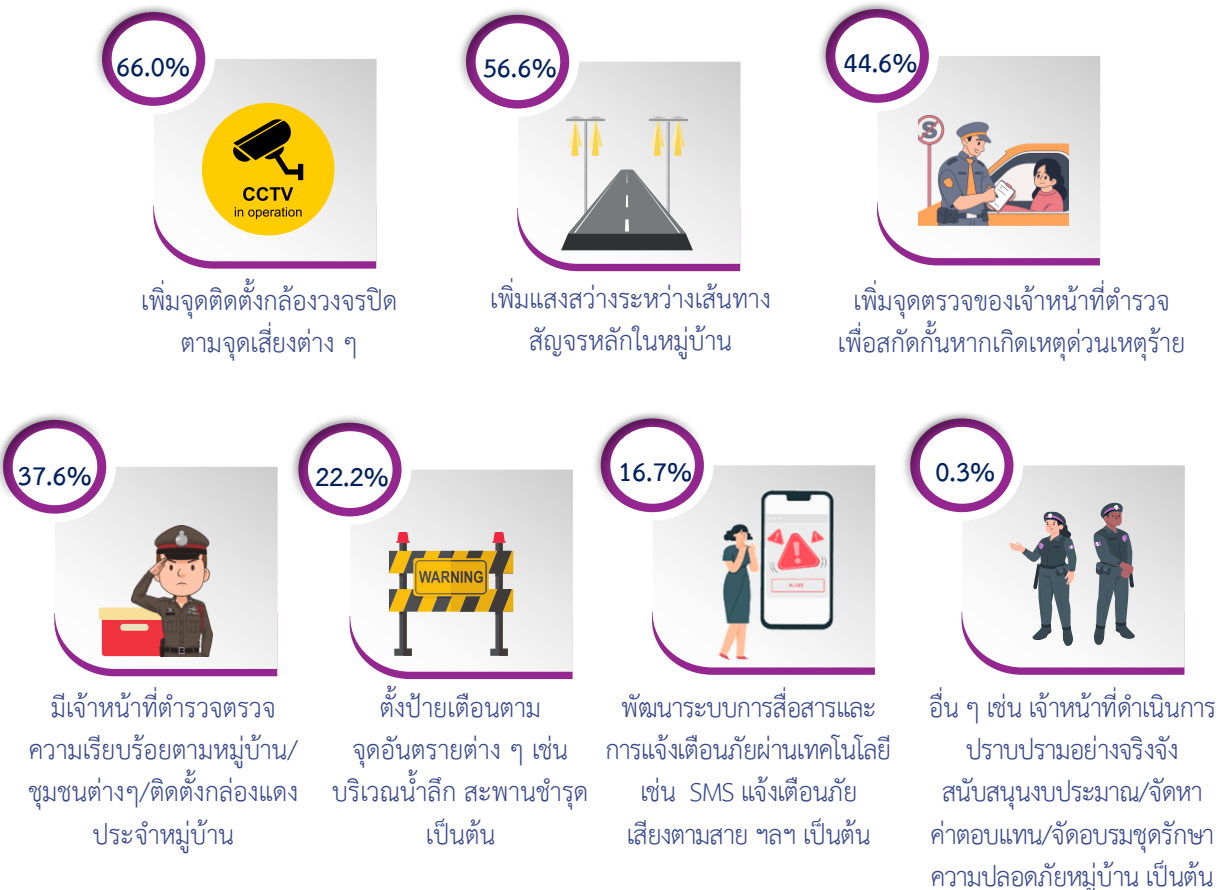 66.0%
CCTV
in operation
เพิ่มจุดติดตั้งกล้องวงจรปิด
ตามจุดเสี่ยงต่าง ๆ
56.6%
เพิ่มแสงสว่างระหว่างเส้นทาง
สัญจรหลักในหมู่บ้าน
44.6%
S
เพิ่มจุดตรวจของเจ้าหน้าที่ตำรวจ
เพื่อสกัดกั้นหากเกิดเหตุด่วนเหตุร้าย
37.6%
มีเจ้าหน้าที่ตำรวจตรวจ
ความเรียบร้อยตามหมู่บ้าน/
ชุมชนต่างๆ/ติดตั้งกล่องแดง
ประจำหมู่บ้าน
22.2%
WARNING
ตั้งป้ายเตือนตาม
จุดอันตรายต่าง ๆ เช่น
บริเวณน้ำลึก สะพานชำรุด
เป็นต้น
16.7%
พัฒนาระบบการสื่อสารและ
การแจ้งเตือนภัยผ่านเทคโนโลยี
เช่น SMS แจ้งเตือนภัย
เสียงตามสาย ฯลฯ เป็นต้น
0.3%
อื่น ๆ เช่น เจ้าหน้าที่ดำเนินการ
ปราบปรามอย่างจริงจัง
สนับสนุนงบประมาณ/จัดหา
ค่าตอบแทน/จัดอบรมชุดรักษา
ความปลอดภัยหมู่บ้าน เป็นต้น